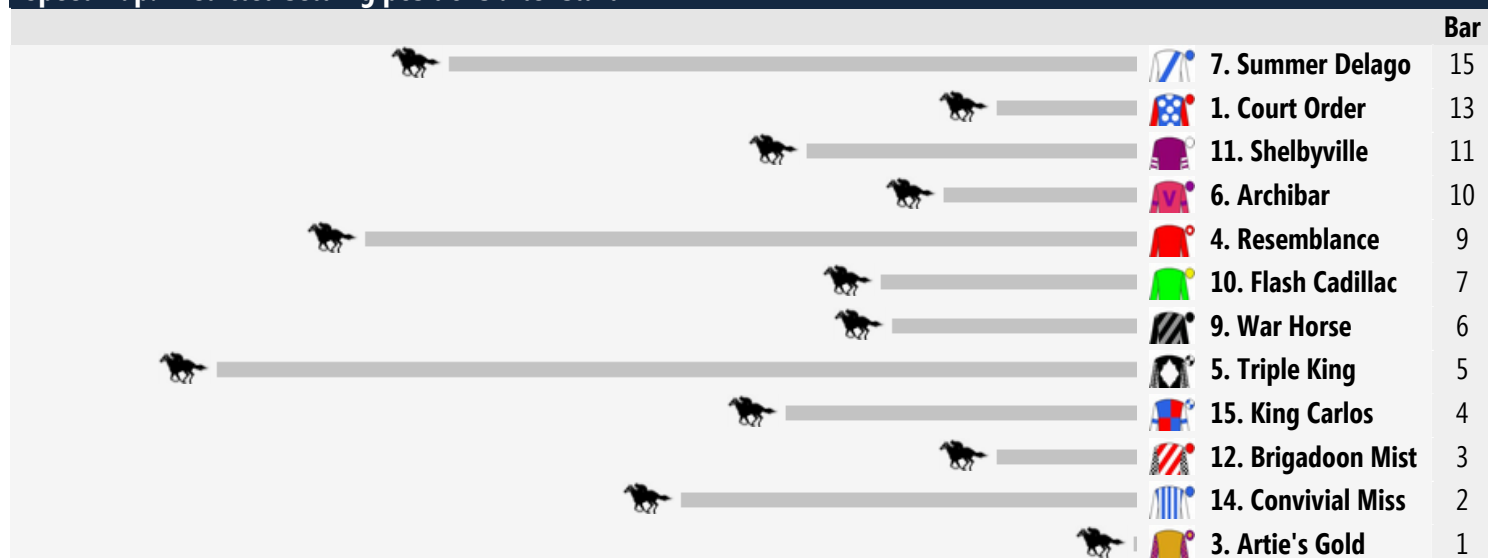 Bar
7. Summer Delago 15
1. Court Order 13
11. Shelbyville 11
6. Archibar 10
4. Resemblance 9
10. Flash Cadillac 7
9. War Horse 6
5. Triple King 5
15. King Carlos 4
12. Brigadoon Mist 3
14. Convivial Miss 2
3. Artie's Gold 1